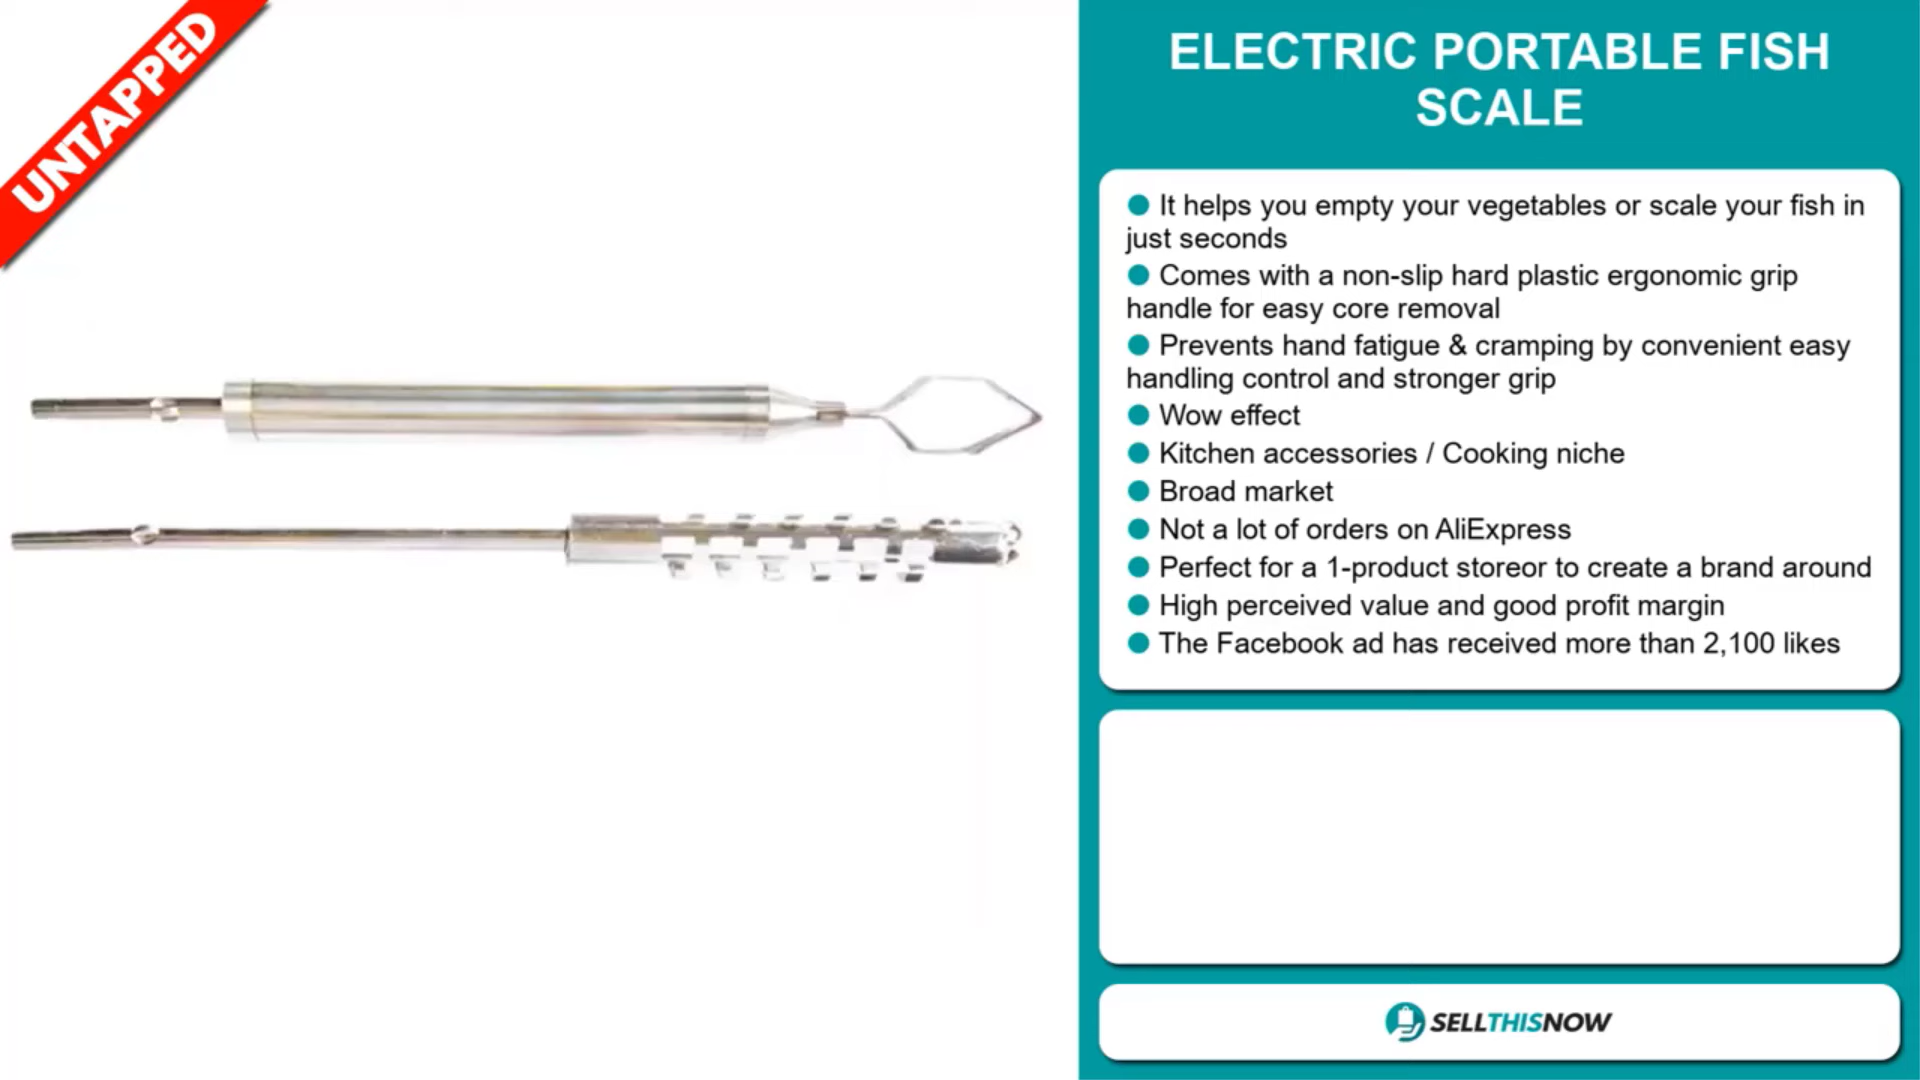 UNTAPPED
ELECTRIC PORTABLE FISH
SCALE
● It helps you empty your vegetables or scale your fish in
just seconds
● Comes with a non-slip hard plastic ergonomic grip
handle for easy core removal
● Prevents hand fatigue & cramping by convenient easy
handling control and stronger grip
● Wow effect
● Kitchen accessories / Cooking niche
● Broad market
● Not a lot of orders on AliExpress
● Perfect for a 1-product storeor to create a brand around
● High perceived value and good profit margin
● The Facebook ad has received more than 2,100 likes
SELLTHISNOW